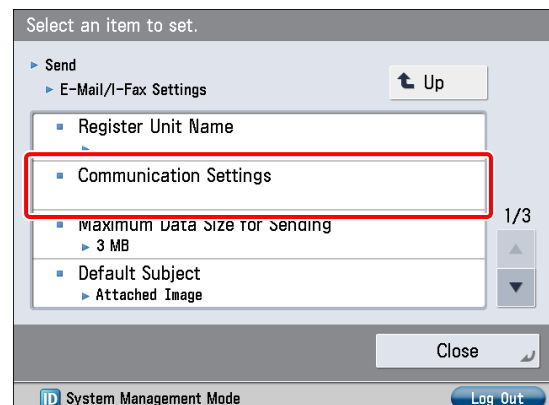 Select an item to set.
Send
E-Mail/I-Fax Settings
Up
Register Unit Name
Communication Settings
Maximum Data Size for Sending
3 MB
1/3
Default Subject
Attached Image
Close
ID System Management Mode
Log Out